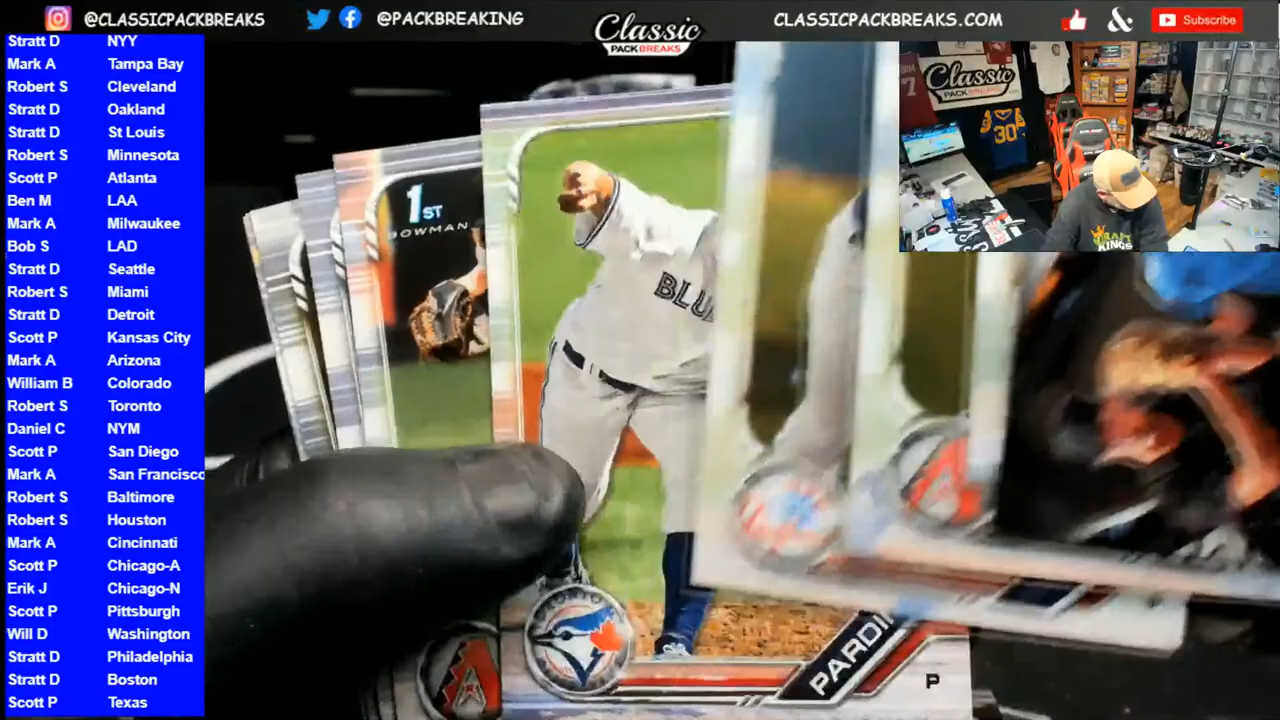 @CLASSICPACKBREAKS
@PACKBREAKING
Classic
PACK BREAKS
CLASSICPACKBREAKS.COM
Subscribe
Stratt D NYY
Mark A Tampa Bay
Robert S Cleveland
Stratt D Oakland
Stratt D St Louis
Robert S Minnesota
Scott P Atlanta
Ben M LAA
Mark A Milwaukee
Bob S LAD
Stratt D Seattle
Robert S Miami
Stratt D Detroit
Scott P Kansas City
Mark A Arizona
William B Colorado
Robert S Toronto
Daniel C NYM
Scott P San Diego
Mark A San Francisco
Robert S Baltimore
Robert S Houston
Mark A Cincinnati
Scott P Chicago-A
Erik J Chicago-N
Scott P Pittsburgh
Will D Washington
Stratt D Philadelphia
Stratt D Boston
Scott P Texas
1ST
BOWMAN
BLU
PARDI
P
Classic
PACK BREAKS
30
DRAFT
KINGS